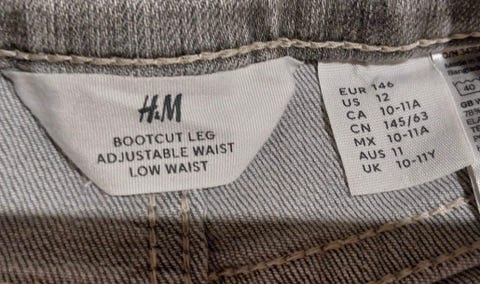 H&M
BOOTCUT LEG
ADJUSTABLE WAIST
LOW WAIST
EUR 146
US 12
CA 10-11A
CN 145/63
MX 10-11A
AUS 11
UK 10-11Y
40